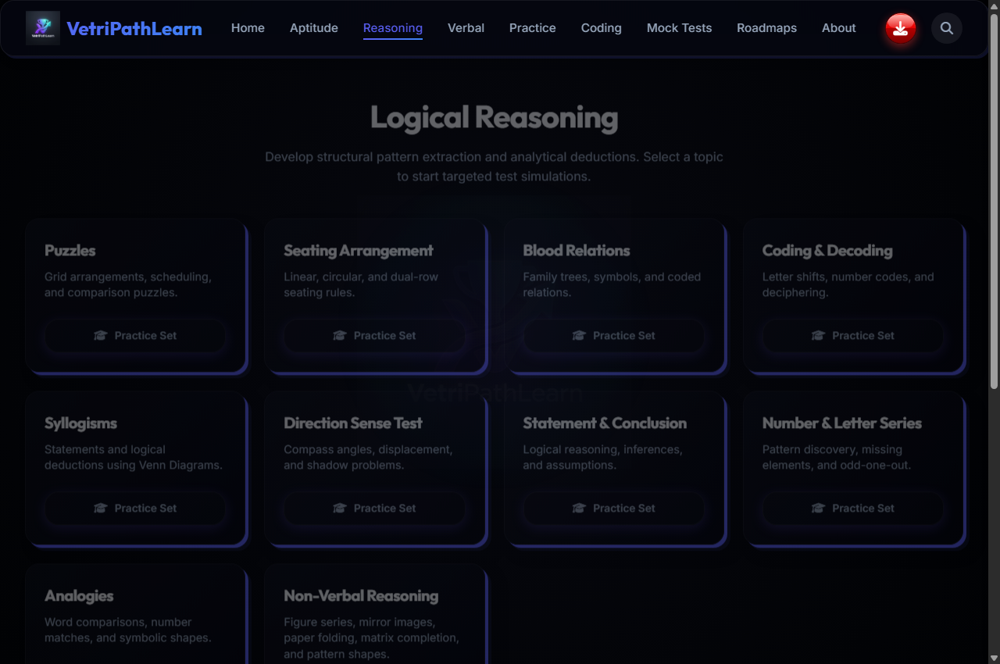 VetriPathLearn
Home Aptitude Reasoning Verbal Practice Coding Mock Tests Roadmaps About
Logical Reasoning
Develop structural pattern extraction and analytical deductions. Select a topic
to start targeted test simulations.
Puzzles
Grid arrangements, scheduling,
and comparison puzzles.
Practice Set
Seating Arrangement
Linear, circular, and dual-row
seating rules.
Practice Set
Blood Relations
Family trees, symbols, and coded
relations.
Practice Set
Coding & Decoding
Letter shifts, number codes, and
deciphering.
Practice Set
VetriPathLearn
Syllogisms
Statements and logical
deductions using Venn Diagrams.
Practice Set
Direction Sense Test
Compass angles, displacement,
and shadow problems.
Practice Set
Statement & Conclusion
Logical reasoning, inferences,
and assumptions.
Practice Set
Number & Letter Series
Pattern discovery, missing
elements, and odd-one-out.
Practice Set
Analogies
Word comparisons, number
matches, and symbolic shapes.
Non-Verbal Reasoning
Figure series, mirror images,
paper folding, matrix completion,
and pattern shapes.